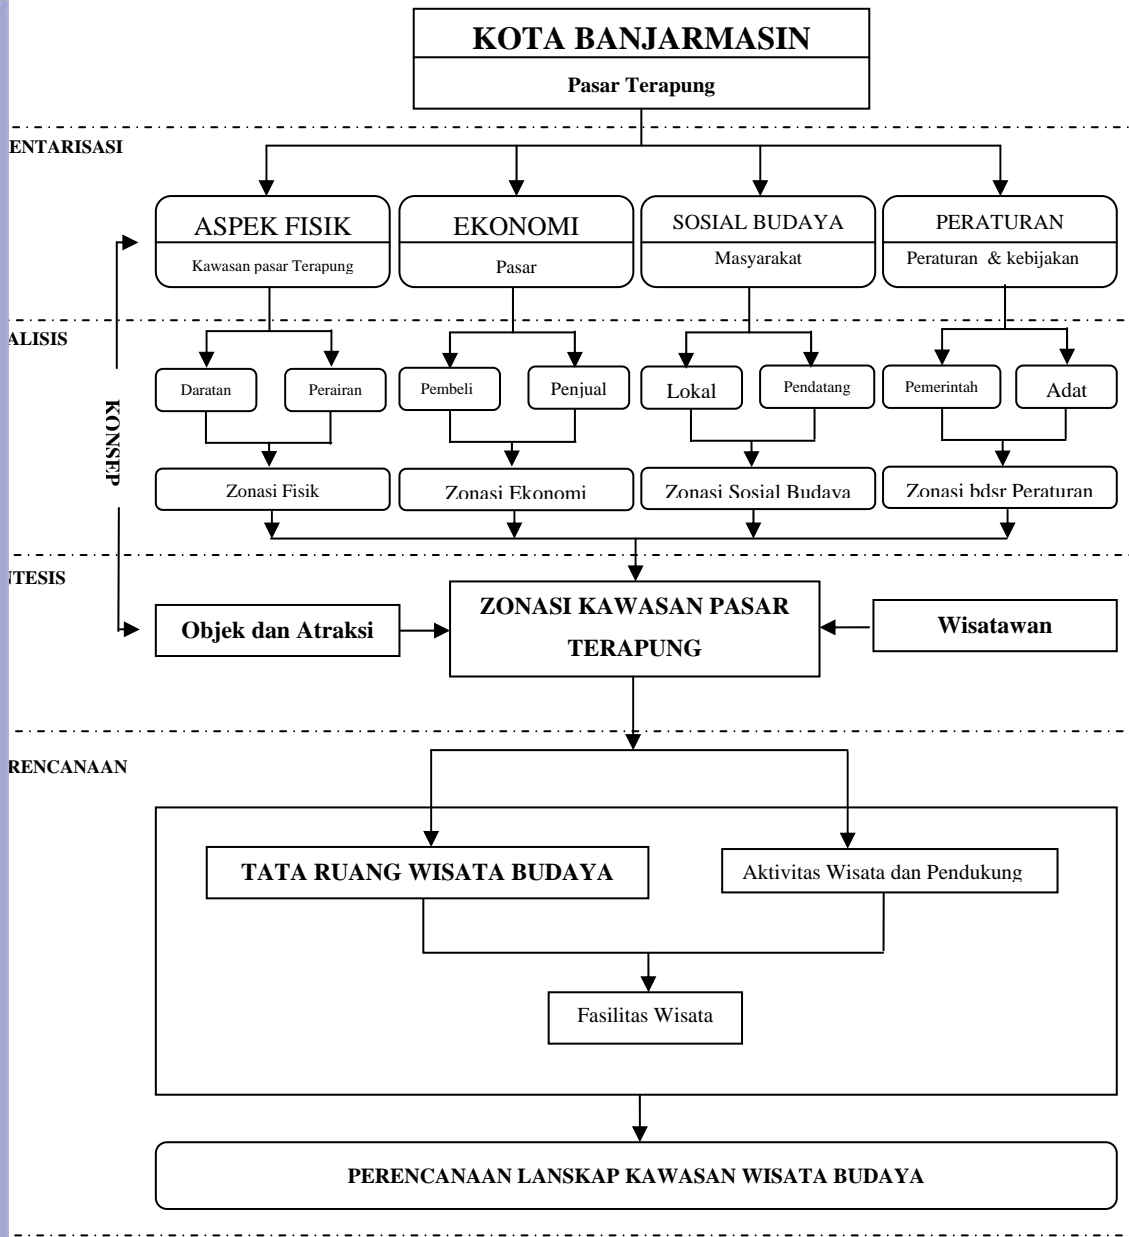 KOTA BANJARMASIN
Pasar Terapung
ENTARISASI
ASPEK FISIK
Kawasan pasar Terapung
EKONOMI
Pasar
SOSIAL BUDAYA
Masyarakat
PERATURAN
Peraturan & kebijakan
ALISIS
KONSEP
Daratan
Perairan
Pembeli
Penjual
Lokal
Pendatang
Pemerintah
Adat
Zonasi Fisik
Zonasi Ekonomi
Zonasi Sosial Budaya
Zonasi bdsr Peraturan
NTESIS
Objek dan Atraksi
ZONASI KAWASAN PASAR
TERAPUNG
Wisatawan
RENCANAAN
TATA RUANG WISATA BUDAYA
Aktivitas Wisata dan Pendukung
Fasilitas Wisata
PERENCANAAN LANSKAP KAWASAN WISATA BUDAYA